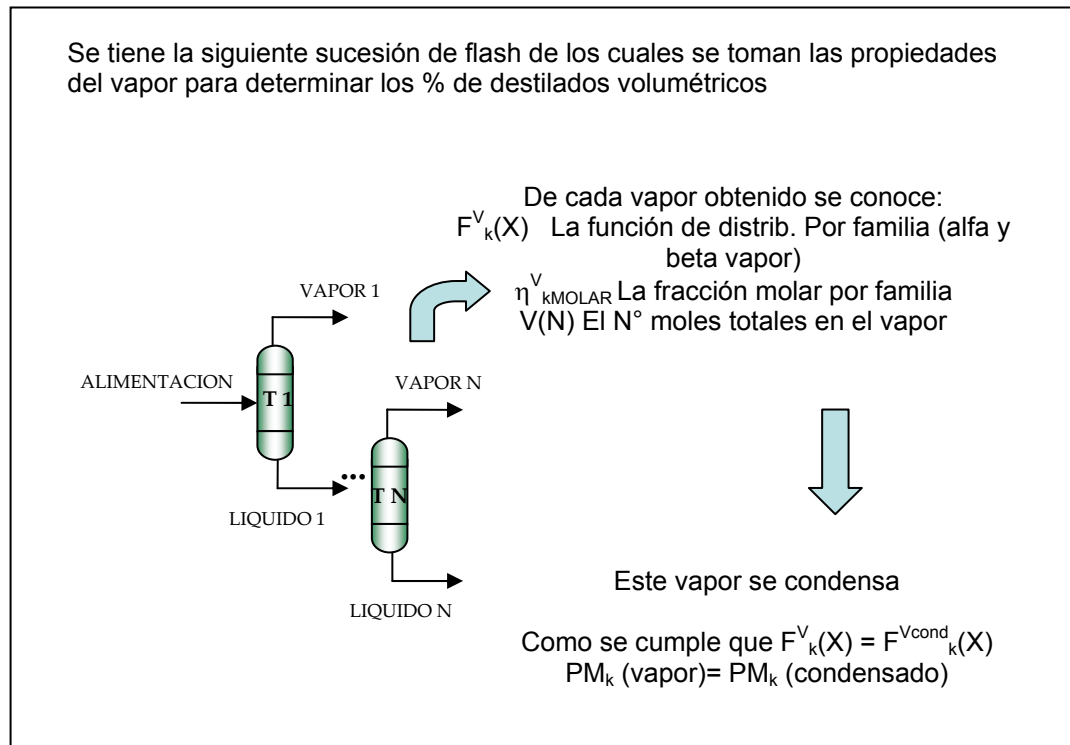 Se tiene la siguiente sucesión de flash de los cuales se toman las propiedades
del vapor para determinar los % de destilados volumétricos
De cada vapor obtenido se conoce:
F^V_k(X) La función de distrib. Por familia (alfa y
beta vapor)
η^V_kMOLAR La fracción molar por familia
V(N) El N° moles totales en el vapor
VAPOR 1
ALIMENTACION
T 1
VAPOR N
...
T N
LIQUIDO 1
LIQUIDO N
Este vapor se condensa
Como se cumple que F^V_k(X) = F^Vcond_k(X)
PM_k (vapor)= PM_k (condensado)